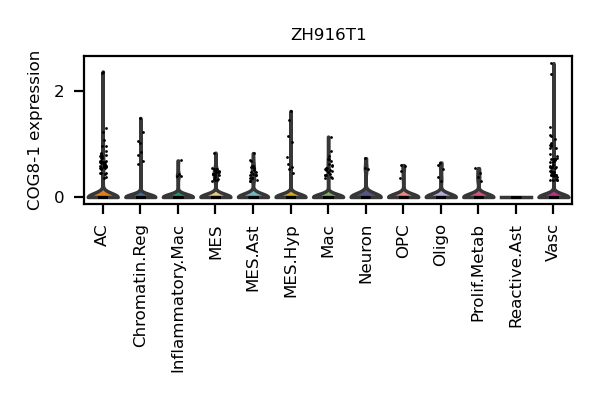 ZH916T1
COG8-1 expression
2
0
AC
Chromatin.Reg
Inflammatory.Mac
MES
MES.Ast
MES.Hyp
Mac
Neuron
OPC
Oligo
Prolif.Metab
Reactive.Ast
Vasc